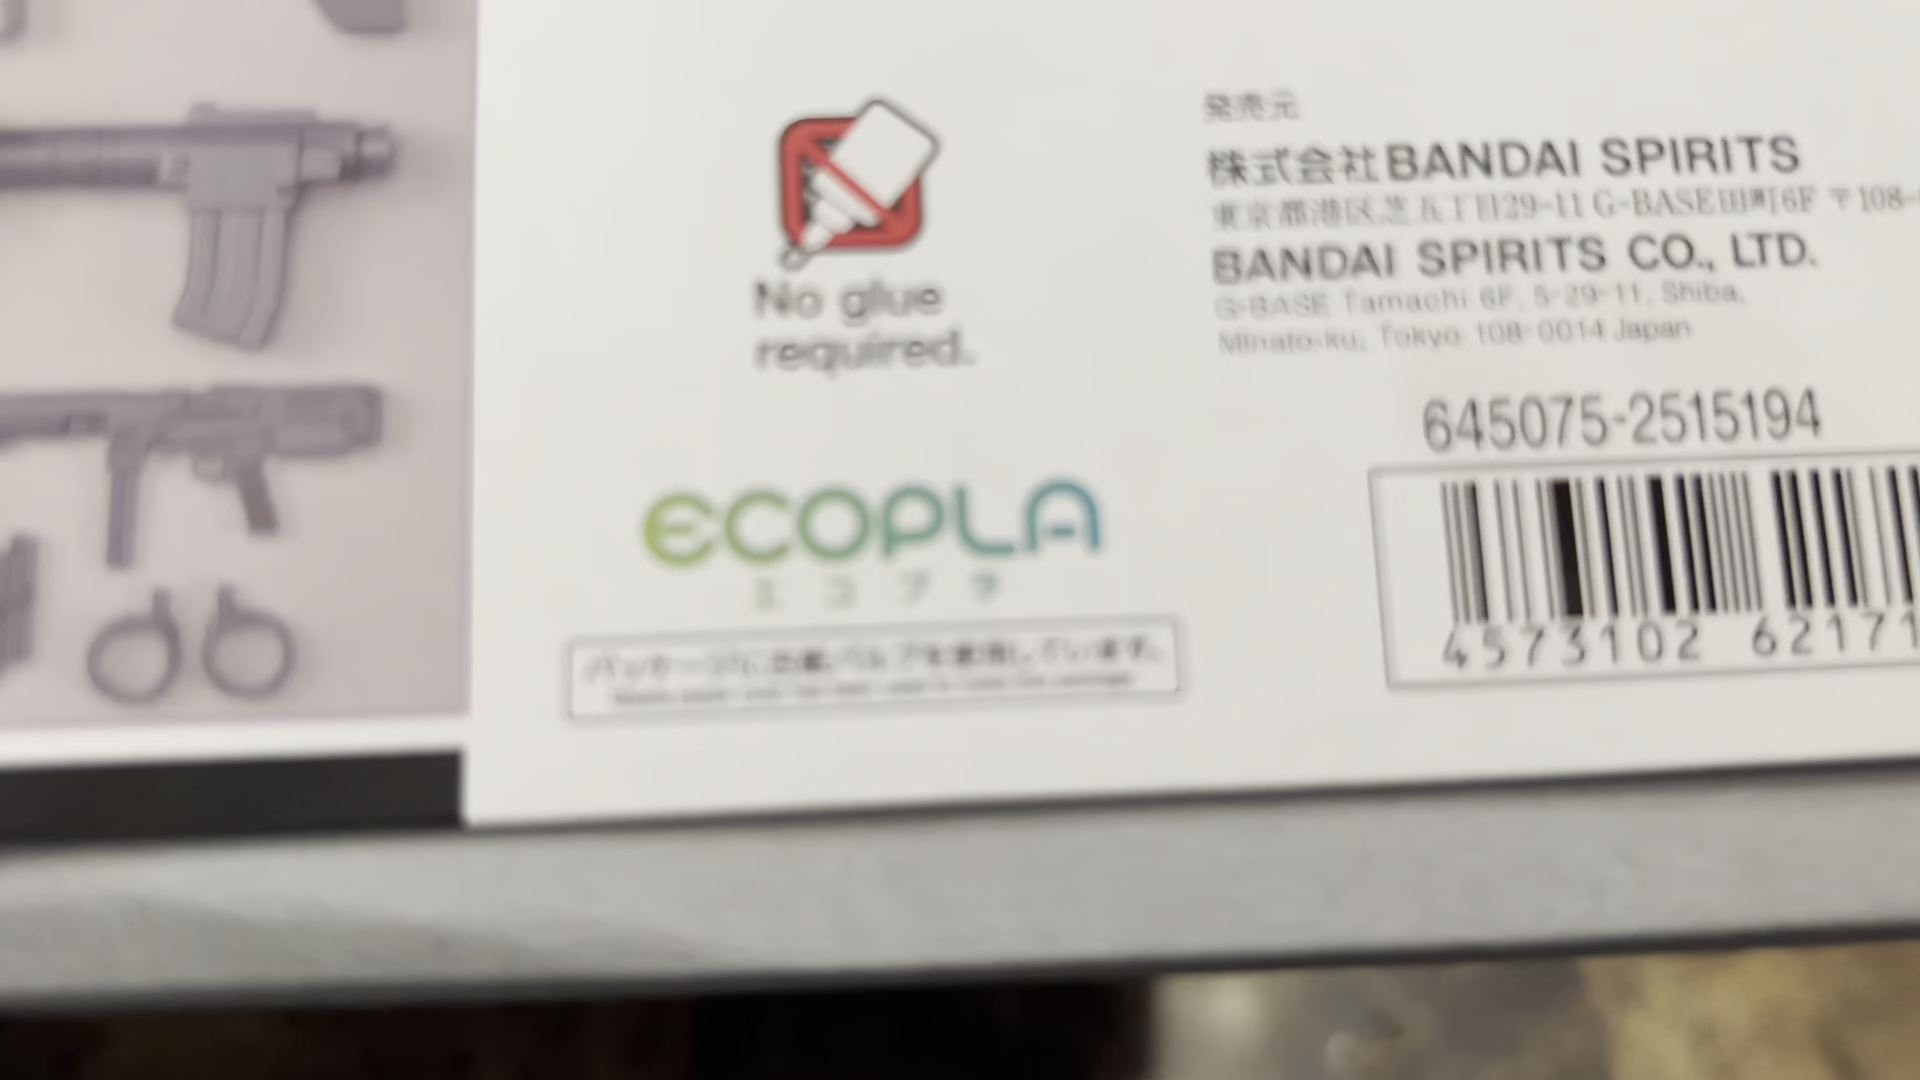 No glue
required.
ECOPLA
エコプラ
発売元
株式会社BANDAI SPIRITS
東京都港区芝五丁目29-11 G-BASE田町6F 〒108-
BANDAI SPIRITS CO., LTD.
G-BASE Tamachi 6F, 5-29-11, Shiba,
Minato-ku, Tokyo 108-0014 Japan
645075-2515194
4573102 62171